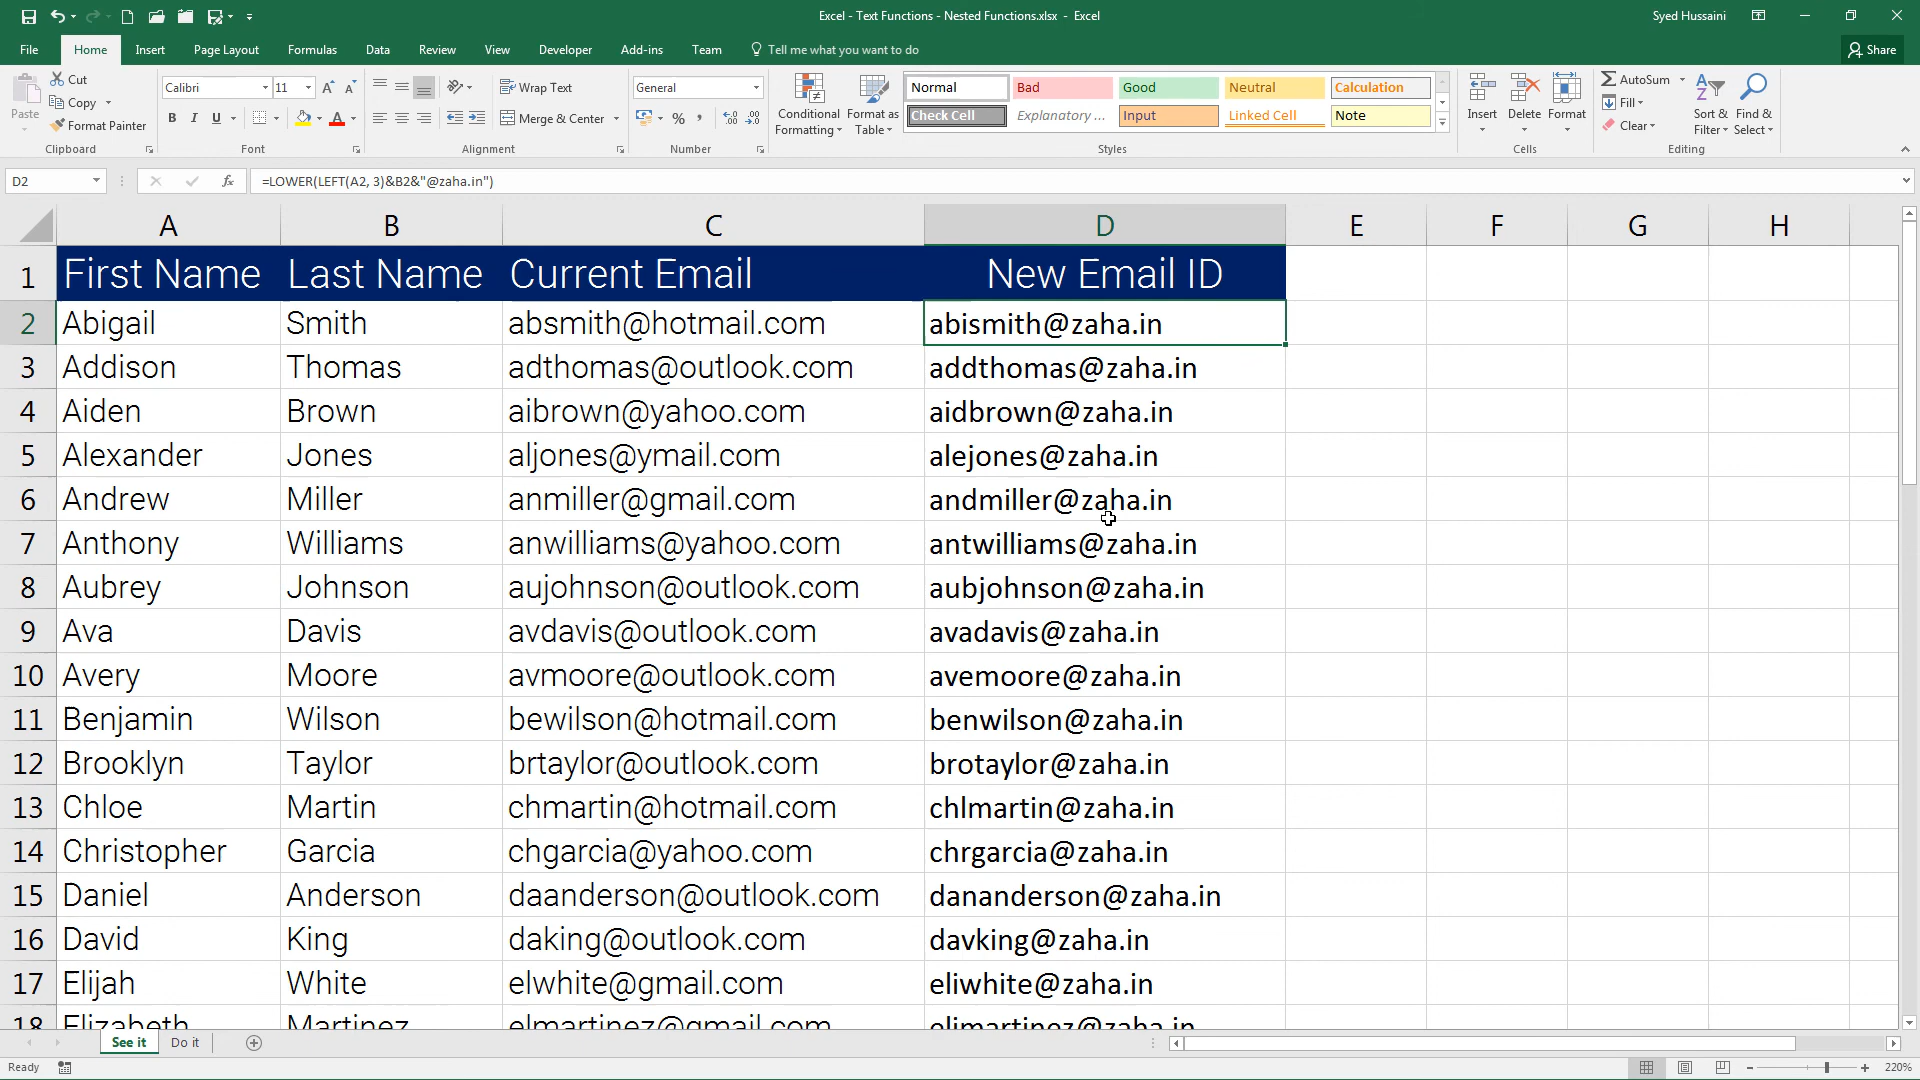 Excel - Text Functions - Nested Functions.xlsx - Excel
Syed Hussaini
File Home Insert Page Layout Formulas Data Review View Developer Add-ins Team Tell me what you want to do Share
Paste
Cut
Copy
Format Painter
Clipboard
Calibri 11
B I U
Font
Wrap Text
Merge & Center
Alignment
General
%
Number
Conditional Formatting
Format as Table
Normal Bad Good Neutral Calculation
Check Cell Explanatory ... Input Linked Cell Note
Styles
Insert Delete Format
Cells
AutoSum
Fill
Clear
Sort & Filter
Find & Select
Editing
D2 fx =LOWER(LEFT(A2, 3)&B2&"@zaha.in")
A B C D E F G H
1 First Name Last Name Current Email New Email ID
2 Abigail Smith absmith@hotmail.com abismith@zaha.in
3 Addison Thomas adthomas@outlook.com addthomas@zaha.in
4 Aiden Brown aibrown@yahoo.com aidbrown@zaha.in
5 Alexander Jones aljones@ymail.com alejones@zaha.in
6 Andrew Miller anmiller@gmail.com andmiller@zaha.in
7 Anthony Williams anwilliams@yahoo.com antwilliams@zaha.in
8 Aubrey Johnson aujohnson@outlook.com aubjohnson@zaha.in
9 Ava Davis avdavis@outlook.com avadavis@zaha.in
10 Avery Moore avmoore@outlook.com avemoore@zaha.in
11 Benjamin Wilson bewilson@hotmail.com benwilson@zaha.in
12 Brooklyn Taylor brtaylor@outlook.com brotaylor@zaha.in
13 Chloe Martin chmartin@hotmail.com chlmartin@zaha.in
14 Christopher Garcia chgarcia@yahoo.com chrgarcia@zaha.in
15 Daniel Anderson daanderson@outlook.com dananderson@zaha.in
16 David King daking@outlook.com davking@zaha.in
17 Elijah White elwhite@gmail.com eliwhite@zaha.in
18 Elizabeth Martinez elmartinez@gmail.com elimartinez@zaha.in
See it Do it
Ready 220%